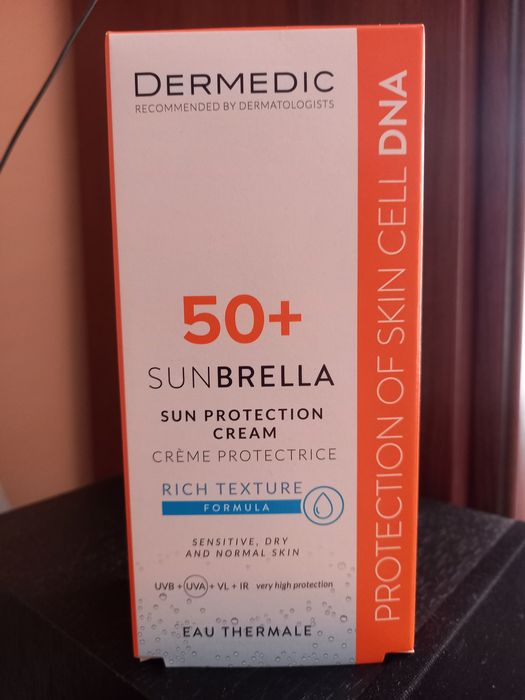 DERMEDIC
RECOMMENDED BY DERMATOLOGISTS
50+
SUNBRELLA
SUN PROTECTION
CREAM
CRÈME PROTECTRICE
RICH TEXTURE
FORMULA
SENSITIVE, DRY
AND NORMAL SKIN
UVB + UVA + VL + IR very high protection
EAU THERMALE
PROTECTION OF SKIN CELL DNA